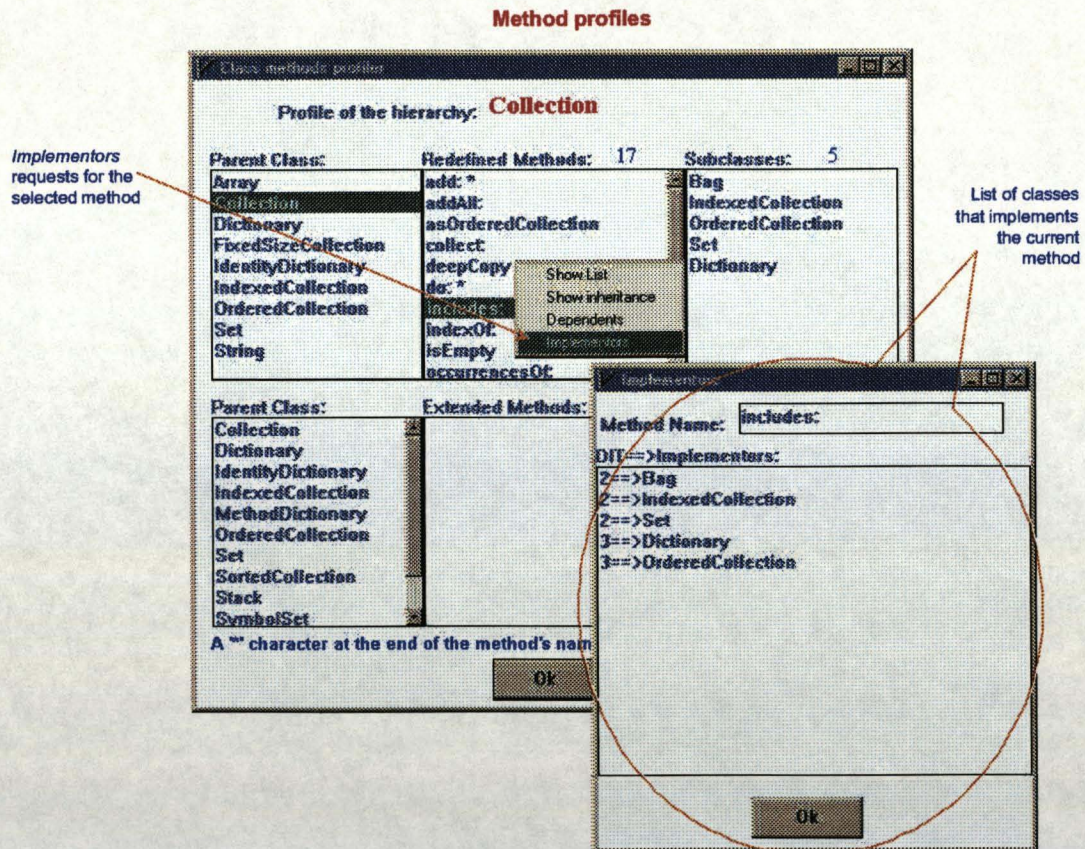 Method profiles
Class methods profiler
Profile of the hierarchy: Collection
Implementors
requests for the
selected method
Parent Class:
Array
Collection
Dictionary
FixedSizeCollection
IdentityDictionary
IndexedCollection
OrderedCollection
Set
String
Redefined Methods: 17
add: *
addAll:
asOrderedCollection
collect:
deepCopy
do: *
includes:
indexOf:
isEmpty
occurrencesOf:
Subclasses: 5
Bag
IndexedCollection
OrderedCollection
Set
Dictionary
Show List
Show inheritance
Dependents
Implementors
List of classes
that implements
the current
method
Parent Class:
Collection
Dictionary
IdentityDictionary
IndexedCollection
MethodDictionary
OrderedCollection
Set
SortedCollection
Stack
SymbolSet
Extended Methods:
A "*" character at the end of the method's nam
Ok
Implementors
Method Name: includes:
DIT==>Implementers:
2==>Bag
2==>IndexedCollection
2==>Set
3==>Dictionary
3==>OrderedCollection
Ok